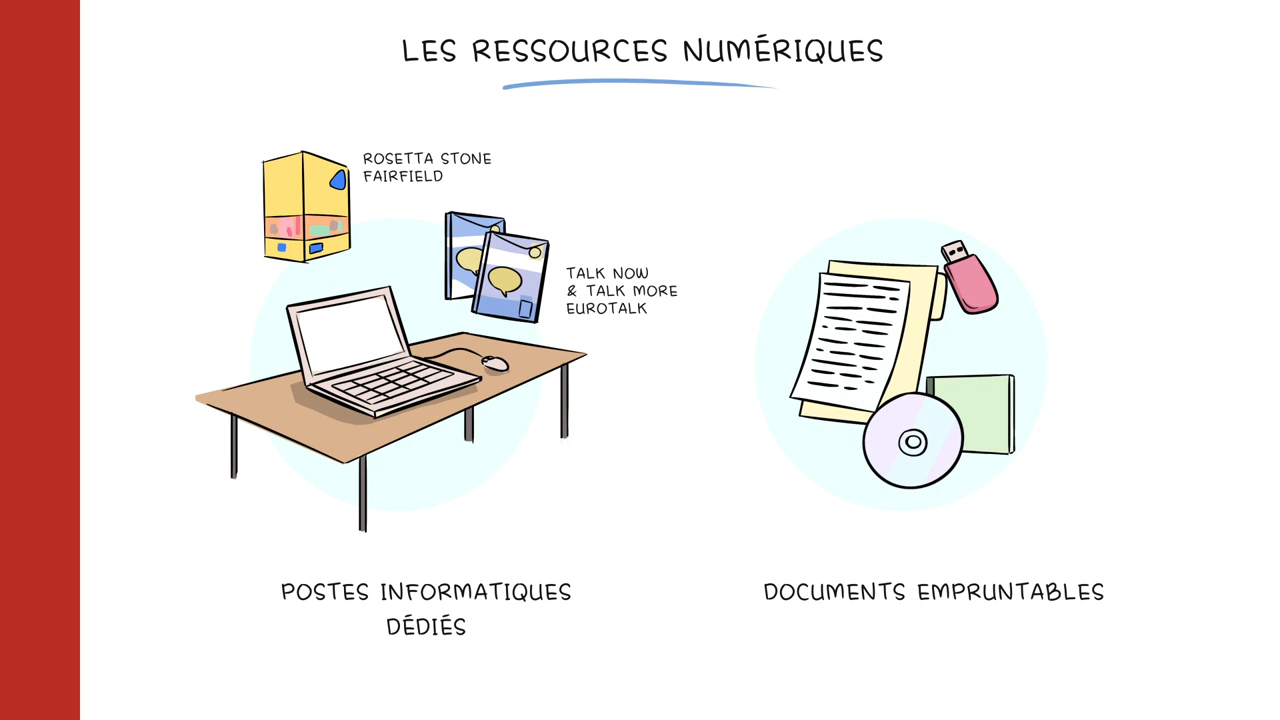 LES RESSOURCES NUMÉRIQUES
ROSETTA STONE
FAIRFIELD
TALK NOW
& TALK MORE
EUROTALK
POSTES INFORMATIQUES
DÉDIÉS
DOCUMENTS EMPRUNTABLES